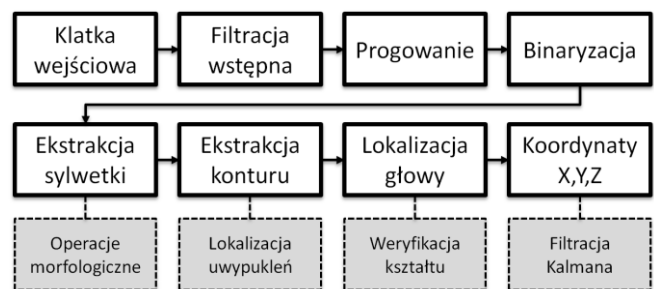 Klatka
wejściowa
Filtracja
wstępna
Progowanie
Binaryzacja
Ekstrakcja
sylwetki
Ekstrakcja
konturu
Lokalizacja
głowy
Koordynaty
X,Y,Z
Operacje
morfologiczne
Lokalizacja
uwypukleń
Weryfikacja
kształtu
Filtracja
Kalmana